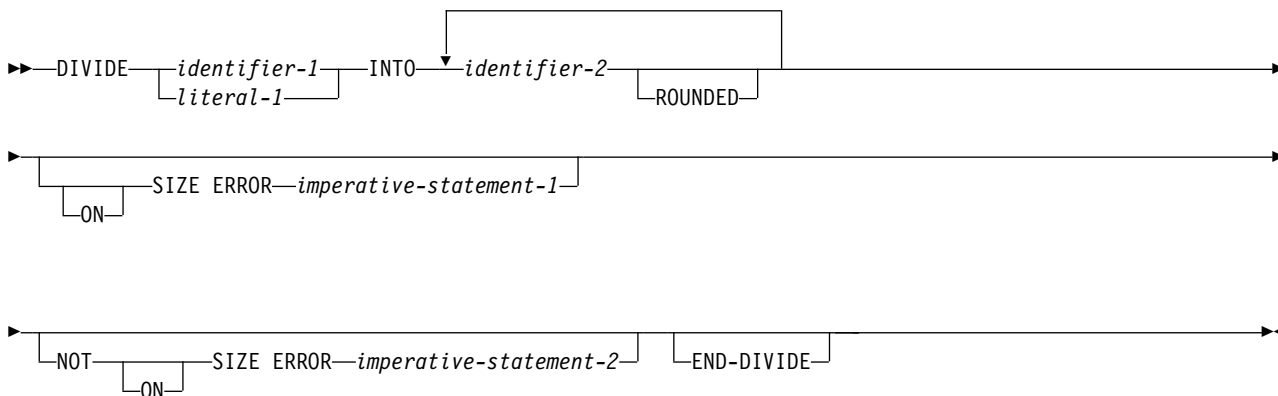 DIVIDE identifier-1 INTO identifier-2
literal-1 ROUNDED
SIZE ERROR imperative-statement-1
ON
NOT SIZE ERROR imperative-statement-2 END-DIVIDE
ON